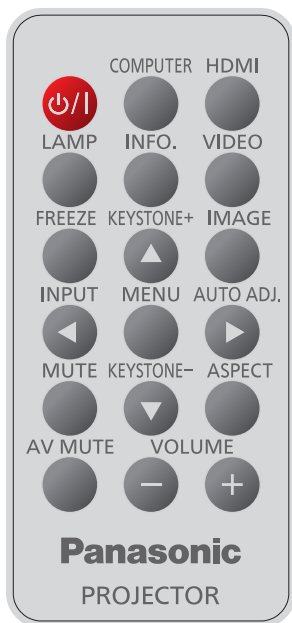 COMPUTER HDMI
⏻/I
LAMP INFO. VIDEO
FREEZE KEYSTONE+ IMAGE
INPUT MENU AUTO ADJ.
MUTE KEYSTONE− ASPECT
AV MUTE VOLUME
− +
Panasonic
PROJECTOR